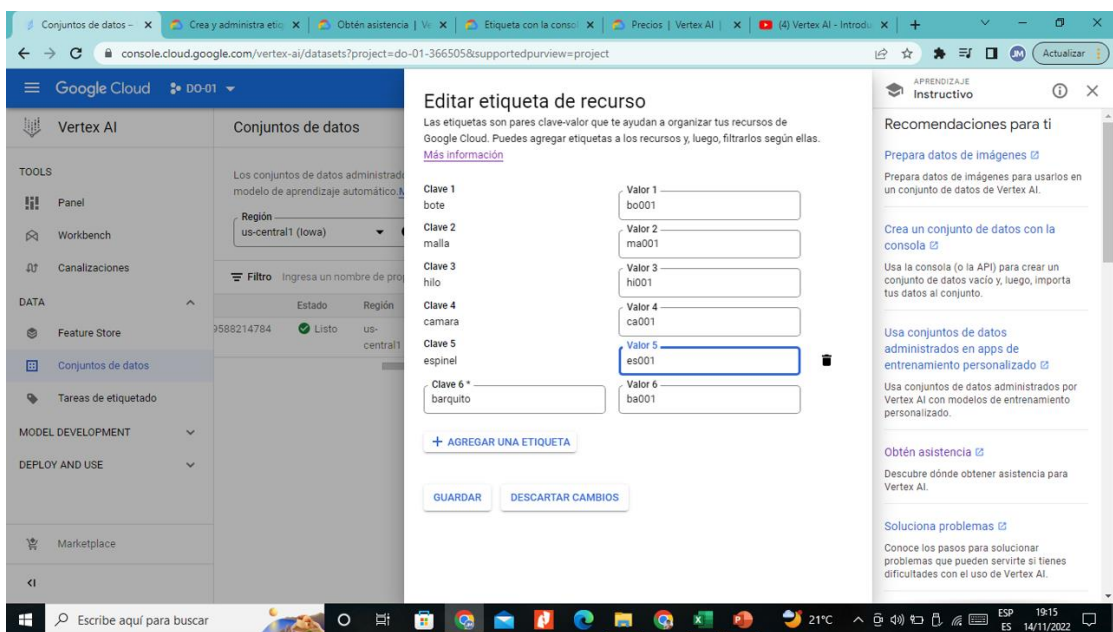 Conjuntos de datos –
Crea y administra etiq
Obtén asistencia | Ve
Etiqueta con la consol
Precios | Vertex AI |
(4) Vertex AI - Introdu
console.cloud.google.com/vertex-ai/datasets?project=do-01-366505&supportedpurview=project
JM
Actualizar
Google Cloud
DO-01
Vertex AI
TOOLS
Panel
Workbench
Canalizaciones
DATA
Feature Store
Conjuntos de datos
Tareas de etiquetado
MODEL DEVELOPMENT
DEPLOY AND USE
Marketplace
Conjuntos de datos
Los conjuntos de datos administrad
modelo de aprendizaje automático.
Región
us-central1 (Iowa)
Filtro Ingresa un nombre de pro
Estado Región
9588214784 Listo us-
central1
Editar etiqueta de recurso
Las etiquetas son pares clave-valor que te ayudan a organizar tus recursos de
Google Cloud. Puedes agregar etiquetas a los recursos y, luego, filtrarlos según ellas.
Más información
Clave 1
bote
Valor 1
bo001
Clave 2
malla
Valor 2
ma001
Clave 3
hilo
Valor 3
hi001
Clave 4
camara
Valor 4
ca001
Clave 5
espinel
Valor 5
es001
Clave 6 *
barquito
Valor 6
ba001
+ AGREGAR UNA ETIQUETA
GUARDAR
DESCARTAR CAMBIOS
APRENDIZAJE
Instructivo
Recomendaciones para ti
Prepara datos de imágenes
Prepara datos de imágenes para usarlos en
un conjunto de datos de Vertex AI.
Crea un conjunto de datos con la
consola
Usa la consola (o la API) para crear un
conjunto de datos vacío y, luego, importa
tus datos al conjunto.
Usa conjuntos de datos
administrados en apps de
entrenamiento personalizado
Usa conjuntos de datos administrados por
Vertex AI con modelos de entrenamiento
personalizado.
Obtén asistencia
Descubre dónde obtener asistencia para
Vertex AI.
Soluciona problemas
Conoce los pasos para solucionar
problemas que pueden servirte si tienes
dificultades con el uso de Vertex AI.
Escribe aquí para buscar
21°C
ESP
ES
19:15
14/11/2022